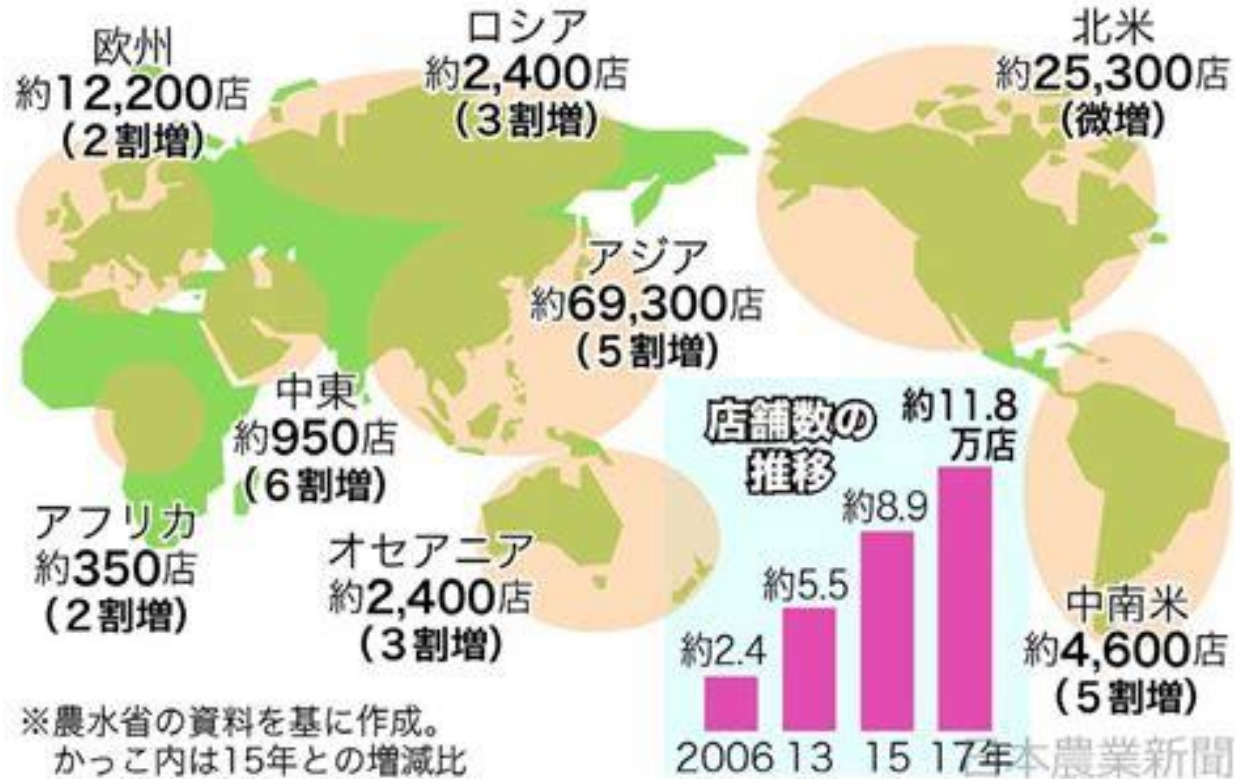 欧州
約12,200店
(2割増)
ロシア
約2,400店
(3割増)
北米
約25,300店
(微増)
アジア
約69,300店
(5割増)
中東
約950店
(6割増)
アフリカ
約350店
(2割増)
オセアニア
約2,400店
(3割増)
中南米
約4,600店
(5割増)
店舗数の
推移
約2.4
約5.5
約8.9
約11.8
万店
2006 13 15 17年
※農水省の資料を基に作成。
かっこ内は15年との増減比
日本農業新聞